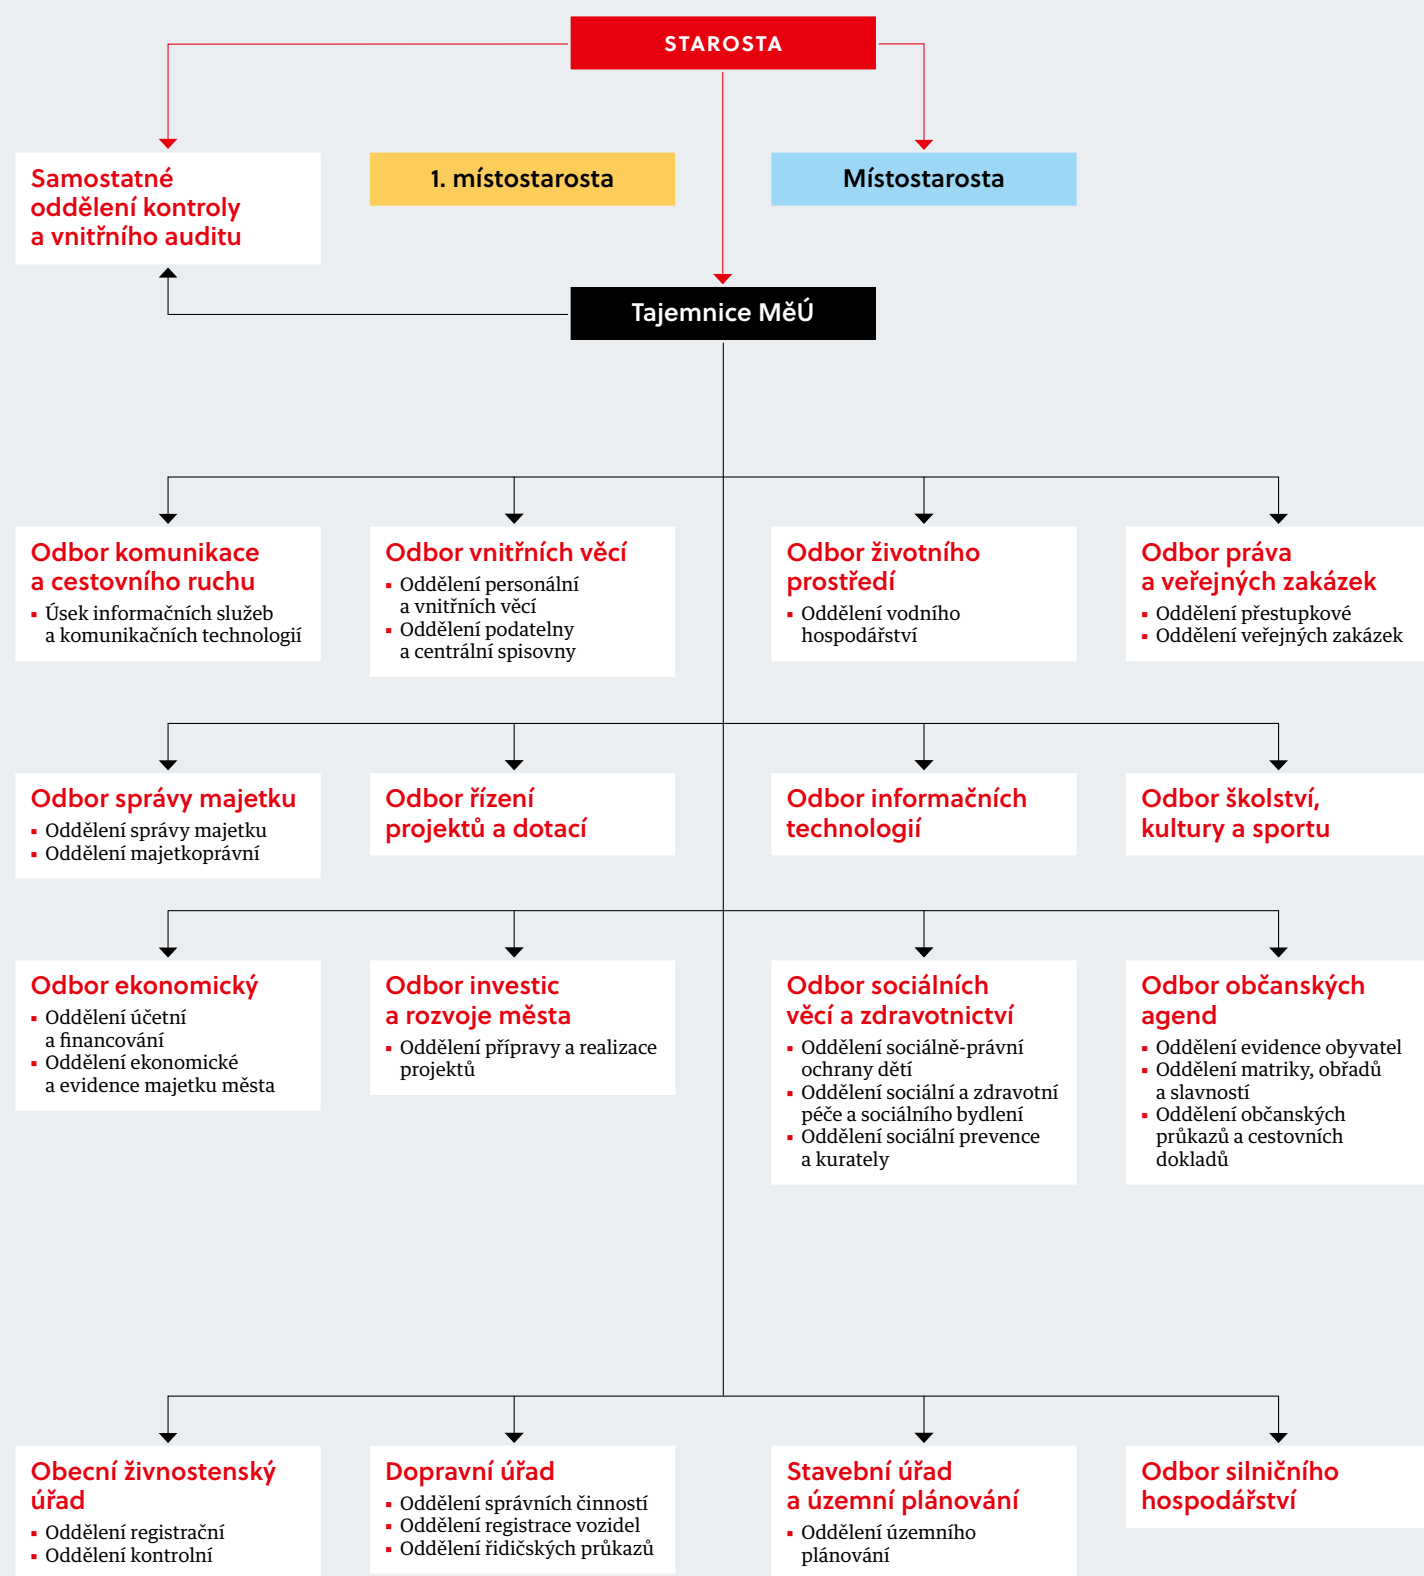 STAROSTA
Samostatné
oddělení kontroly
a vnitřního auditu
1. místostarosta
Místostarosta
Tajemnice MěÚ
Odbor komunikace
a cestovního ruchu
▪ Úsek informačních služeb
a komunikačních technologií
Odbor vnitřních věcí
▪ Oddělení personální
a vnitřních věcí
▪ Oddělení podatelny
a centrální spisovny
Odbor životního
prostředí
▪ Oddělení vodního
hospodářství
Odbor práva
a veřejných zakázek
▪ Oddělení přestupkové
▪ Oddělení veřejných zakázek
Odbor správy majetku
▪ Oddělení správy majetku
▪ Oddělení majetkoprávní
Odbor řízení
projektů a dotací
Odbor informačních
technologií
Odbor školství,
kultury a sportu
Odbor ekonomický
▪ Oddělení účetní
a financování
▪ Oddělení ekonomické
a evidence majetku města
Odbor investic
a rozvoje města
▪ Oddělení přípravy a realizace
projektů
Odbor sociálních
věcí a zdravotnictví
▪ Oddělení sociálně-právní
ochrany dětí
▪ Oddělení sociální a zdravotní
péče a sociálního bydlení
▪ Oddělení sociální prevence
a kurately
Odbor občanských
agend
▪ Oddělení evidence obyvatel
▪ Oddělení matriky, obřadů
a slavností
▪ Oddělení občanských
průkazů a cestovních
dokladů
Obecní živnostenský
úřad
▪ Oddělení registrační
▪ Oddělení kontrolní
Dopravní úřad
▪ Oddělení správních činností
▪ Oddělení registrace vozidel
▪ Oddělení řidičských průkazů
Stavební úřad
a územní plánování
▪ Oddělení územního
plánování
Odbor silničního
hospodářství